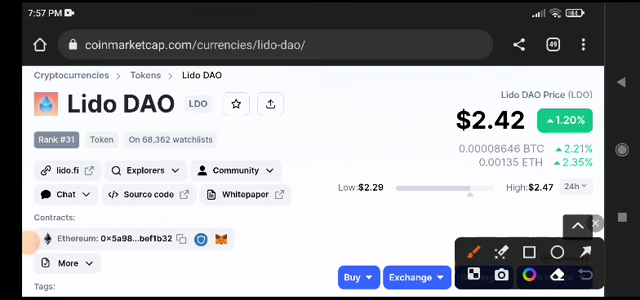 7:57 PM
44
coinmarketcap.com/currencies/lido-dao/
49
Cryptocurrencies > Tokens > Lido DAO
Lido DAO LDO
Lido DAO Price (LDO)
$2.42 1.20%
Rank #31 Token On 68,362 watchlists
0.00008646 BTC 2.21%
0.00135 ETH 2.35%
lido.fi Explorers Community
Low:$2.29 High:$2.47 24h
Chat Source code Whitepaper
Contracts:
Ethereum: 0x5a98...bef1b32
More
Buy Exchange
Tags: